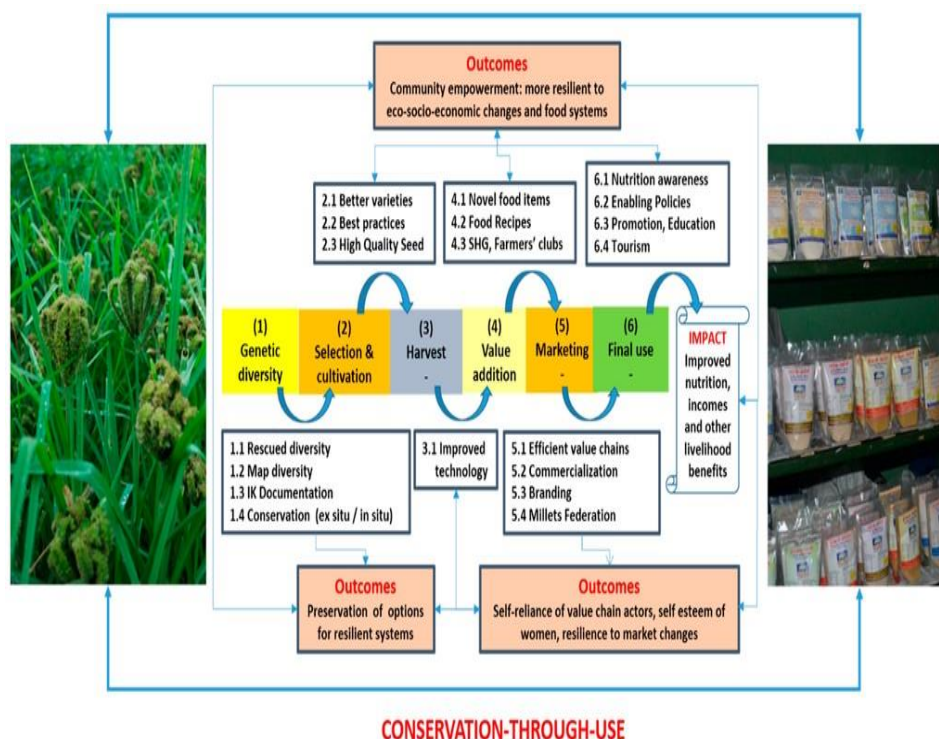 Outcomes
Community empowerment: more resilient to
eco-socio-economic changes and food systems
2.1 Better varieties
2.2 Best practices
2.3 High Quality Seed
4.1 Novel food items
4.2 Food Recipes
4.3 SHG, Farmers' clubs
6.1 Nutrition awareness
6.2 Enabling Policies
6.3 Promotion, Education
6.4 Tourism
(1)
Genetic
diversity
(2)
Selection &
cultivation
(3)
Harvest
-
(4)
Value
addition
(5)
Marketing
-
(6)
Final use
-
IMPACT
Improved
nutrition,
incomes
and other
livelihood
benefits
1.1 Rescued diversity
1.2 Map diversity
1.3 IK Documentation
1.4 Conservation (ex situ / in situ)
3.1 Improved
technology
5.1 Efficient value chains
5.2 Commercialization
5.3 Branding
5.4 Millets Federation
Outcomes
Preservation of options
for resilient systems
Outcomes
Self-reliance of value chain actors, self esteem of
women, resilience to market changes
CONSERVATION-THROUGH-USE